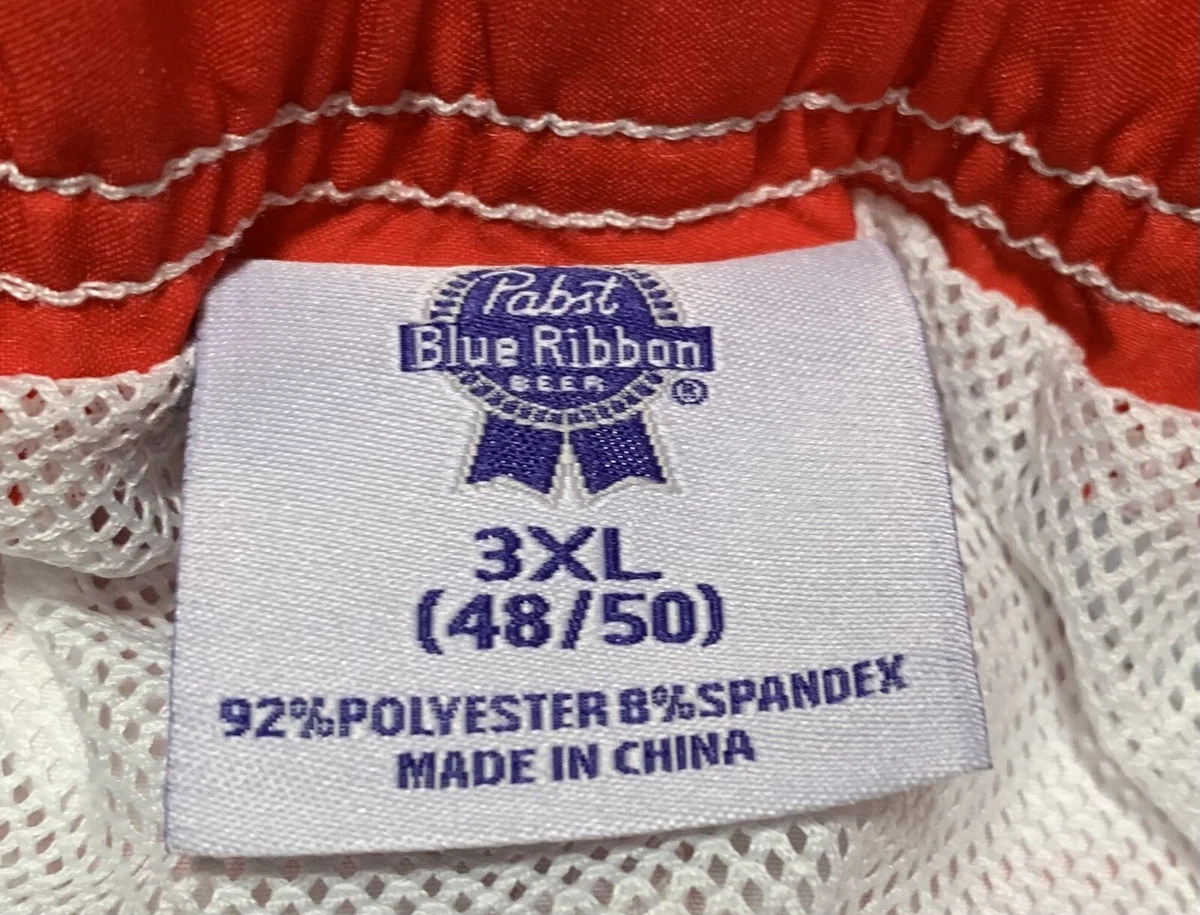 Pabst
Blue Ribbon
BEER
®
3XL
(48/50)
92%POLYESTER 8%SPANDEX
MADE IN CHINA